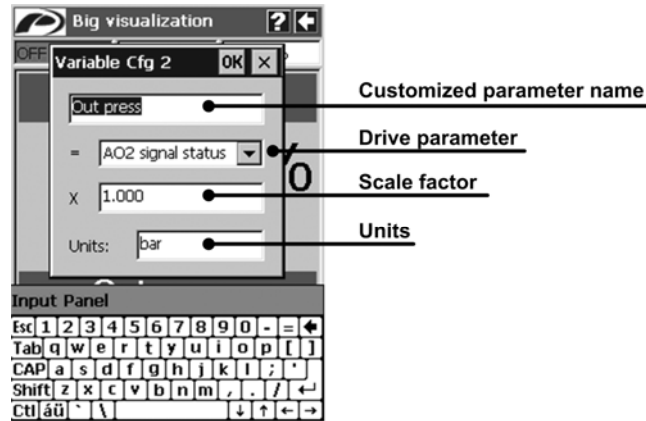 Big visualization ?
OFF
Variable Cfg 2 OK ×
Out press
Customized parameter name
= AO2 signal status
Drive parameter
X 1.000
Scale factor
Units: bar
Units
Input Panel
Esc 1 2 3 4 5 6 7 8 9 0 - =
Tab q w e r t y u i o p [ ]
CAP a s d f g h j k l ; '
Shift z x c v b n m , . /
Ctl áü ` \ ↓ ↑ ← →